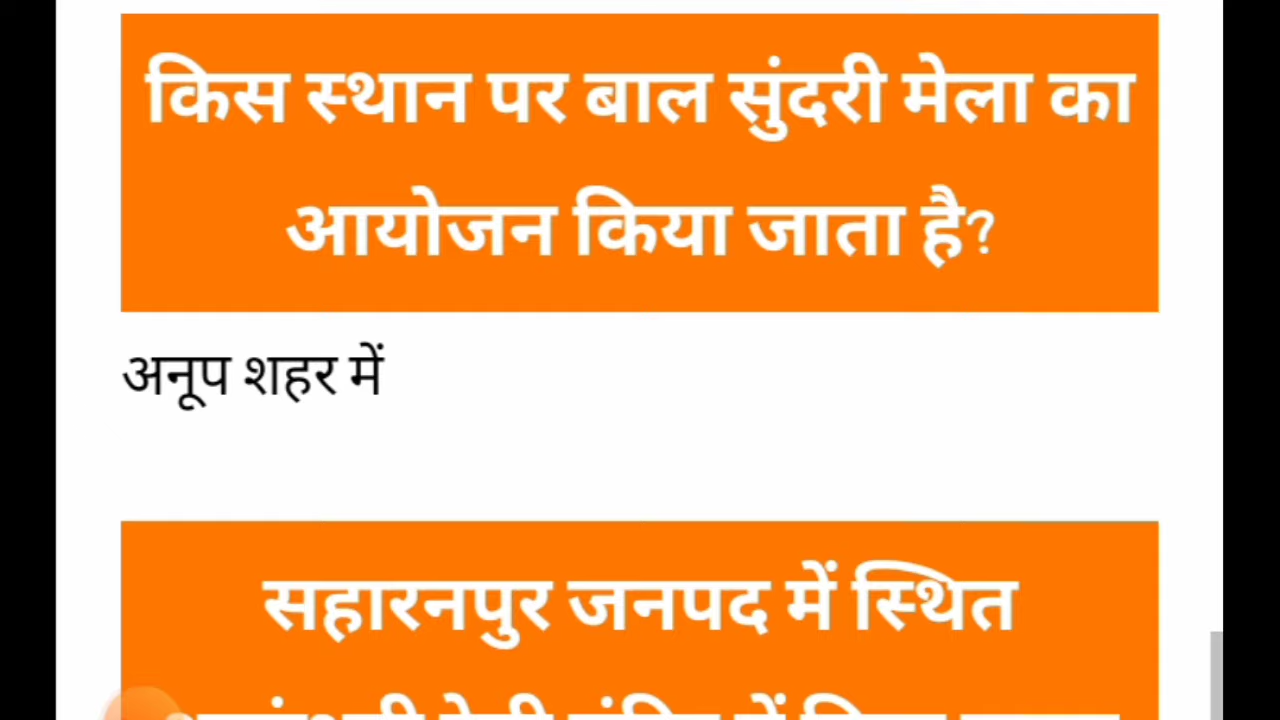 किस स्थान पर बाल सुंदरी मेला का
आयोजन किया जाता है?
अनूप शहर में
सहारनपुर जनपद में स्थित